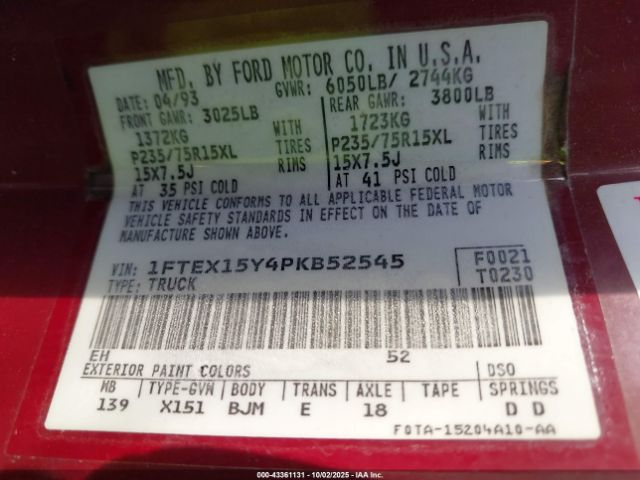 MFD. BY FORD MOTOR CO. IN U.S.A.
DATE: 04/93 GVWR: 6050LB/ 2744KG
FRONT GAWR: 3025LB REAR GAWR: 3800LB
1372KG WITH 1723KG WITH
P235/75R15XL TIRES P235/75R15XL TIRES
15X7.5J RIMS 15X7.5J RIMS
AT 35 PSI COLD AT 41 PSI COLD
THIS VEHICLE CONFORMS TO ALL APPLICABLE FEDERAL MOTOR
VEHICLE SAFETY STANDARDS IN EFFECT ON THE DATE OF
MANUFACTURE SHOWN ABOVE.
VIN: 1FTEX15Y4PKB52545 F0021
TYPE: TRUCK T0230
EH 52
EXTERIOR PAINT COLORS DSO
WB TYPE-GVW BODY TRANS AXLE TAPE SPRINGS
139 X151 BJM E 18 D D
F0TA-15204A10-AA
000-43361131 - 10/02/2025 - IAA Inc.